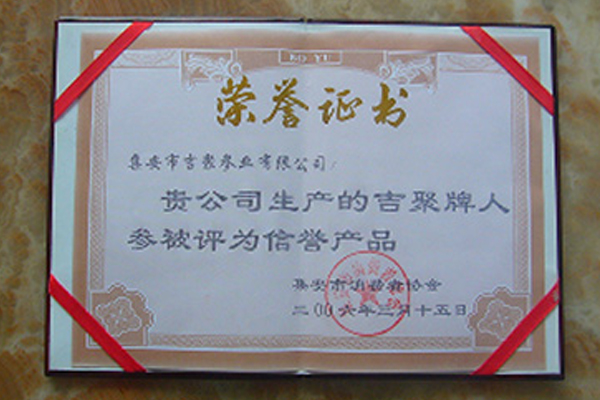 BO YU
荣誉证书
集安市吉聚参业有限公司:
贵公司生产的吉聚牌人
参被评为信誉产品
集安市消费者协会
二00六年三月十五日